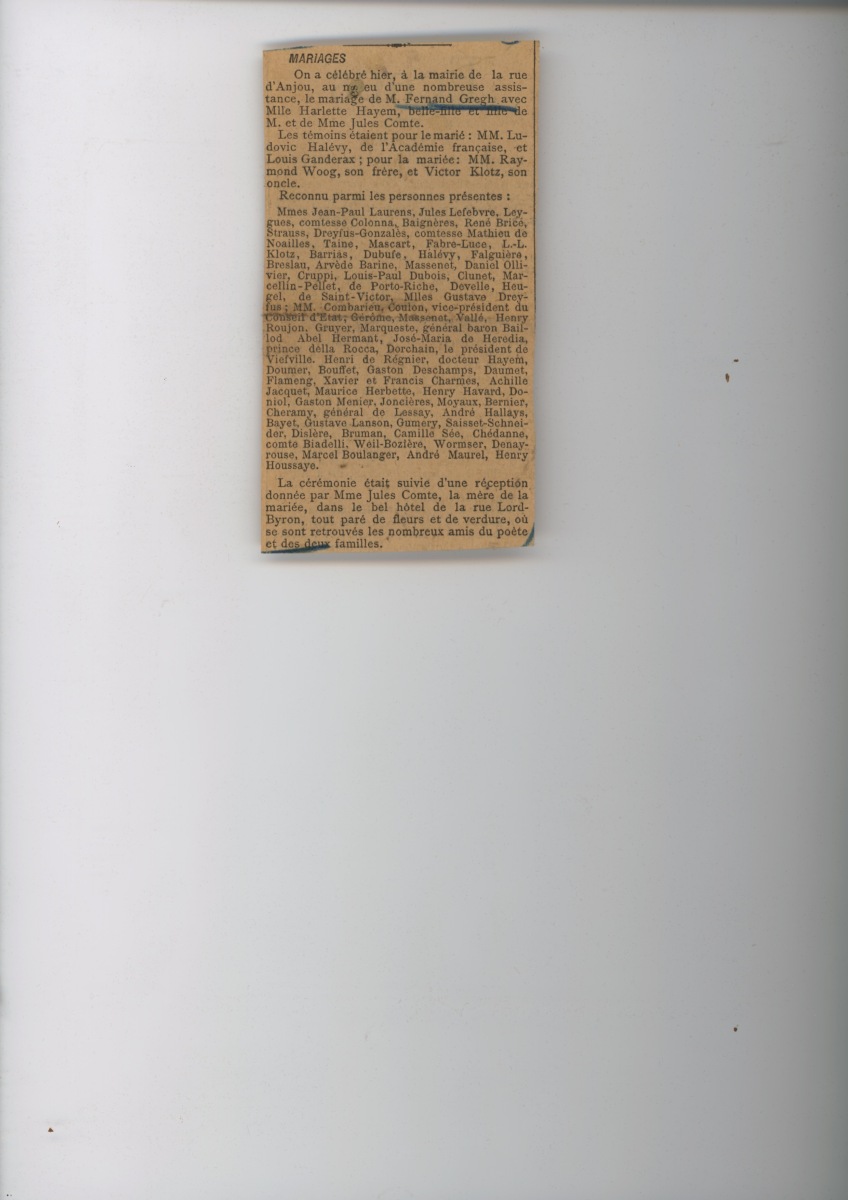 MARIAGES
On a célébré hier, à la mairie de la rue
d'Anjou, au eu d'une nombreuse assis-
tance, le mariage de M. Fernand Gregh avec
Mlle Harlette Hayem, belle-fille et fille de
M. et de Mme Jules Comte.
Les témoins étaient pour le marié : MM. Lu-
dovic Halévy, de l'Académie française, et
Louis Ganderax ; pour la mariée : MM. Ray-
mond Woog, son frère, et Victor Klotz, son
oncle.
Reconnu parmi les personnes présentes :
Mmes Jean-Paul Laurens, Jules Lefebvre, Ley-
gues, comtesse Colonna, Baignères, René Brice,
Strauss, Dreyfus-Gonzalès, comtesse Mathieu de
Noailles, Taine, Mascart, Fabre-Luce, L.-L.
Klotz, Barrias, Dubufe, Halévy, Falguière,
Breslau, Arvède Barine, Massenet, Daniel Olli-
vier, Cruppi, Louis-Paul Dubois, Clunet, Mar-
cellin-Pellet, de Porto-Riche, Develle, Heu-
gel, de Saint-Victor, Mlles Gustave Drey-
fus ; MM. Combarieu, Coulon, vice-président du
Conseil d'Etat ; Gérôme, Massenet, Vallé, Henry
Roujon, Gruyer, Marqueste, général baron Bail-
lod Abel Hermant, José-Maria de Heredia,
prince della Rocca, Dorchain, le président de
Viefville. Henri de Régnier, docteur Hayem,
Doumer, Bouffet, Gaston Deschamps, Daumet,
Flameng, Xavier et Francis Charmes, Achille
Jacquet, Maurice Herbette, Henry Havard, Do-
niol, Gaston Menier, Joncières, Moyaux, Bernier,
Cheramy, général de Lessay, André Hallays,
Bayet, Gustave Lanson, Gumery, Saisset-Schnei-
der, Dislère, Bruman, Camille Sée, Chédanne,
comte Biadelli, Weil-Bozière, Wormser, Denay-
rouse, Marcel Boulanger, André Maurel, Henry
Houssaye.
La cérémonie était suivie d'une réception
donnée par Mme Jules Comte, la mère de la
mariée, dans le bel hôtel de la rue Lord-
Byron, tout paré de fleurs et de verdure, où
se sont retrouvés les nombreux amis du poète
et des deux familles.